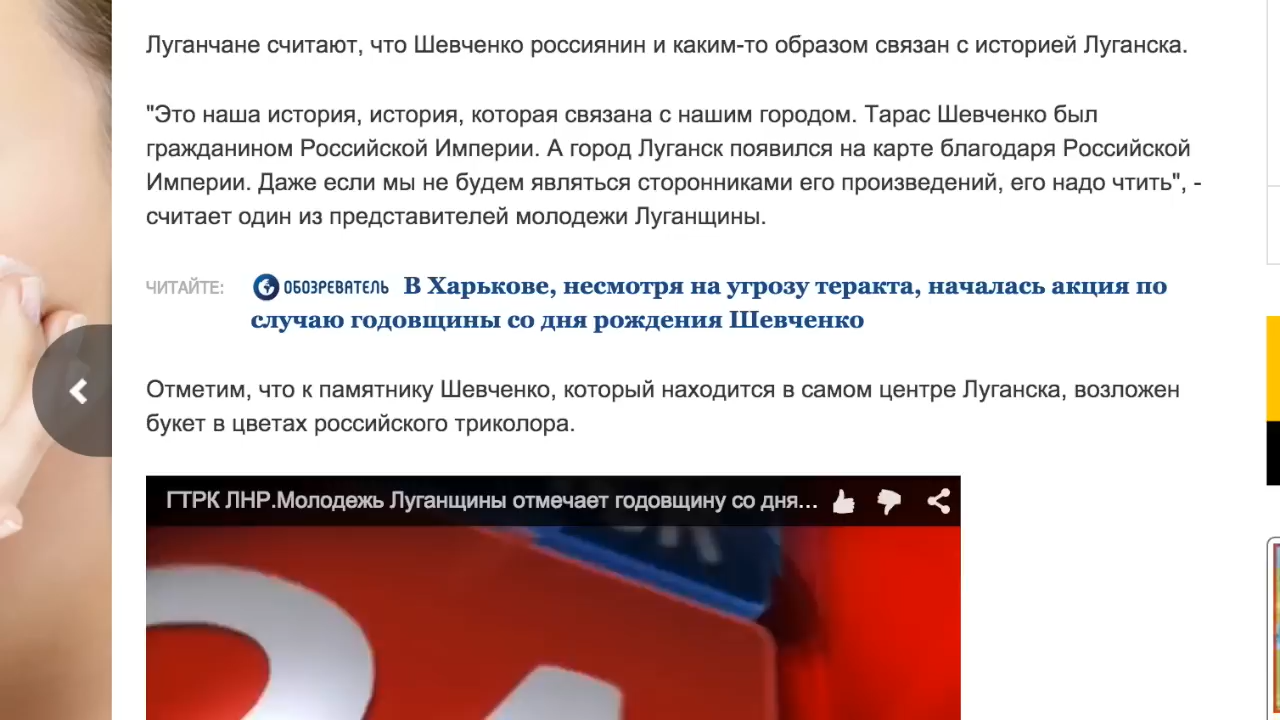 Луганчане считают, что Шевченко россиянин и каким-то образом связан с историей Луганска.
"Это наша история, история, которая связана с нашим городом. Тарас Шевченко был
гражданином Российской Империи. А город Луганск появился на карте благодаря Российской
Империи. Даже если мы не будем являться сторонниками его произведений, его надо чтить", -
считает один из представителей молодежи Луганщины.
ЧИТАЙТЕ: ОБОЗРЕВАТЕЛЬ В Харькове, несмотря на угрозу теракта, началась акция по
случаю годовщины со дня рождения Шевченко
Отметим, что к памятнику Шевченко, который находится в самом центре Луганска, возложен
букет в цветах российского триколора.
ГТРК ЛНР.Молодежь Луганщины отмечает годовщину со дня...
24